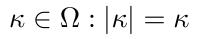 κ ∈ Ω : |κ| = κ